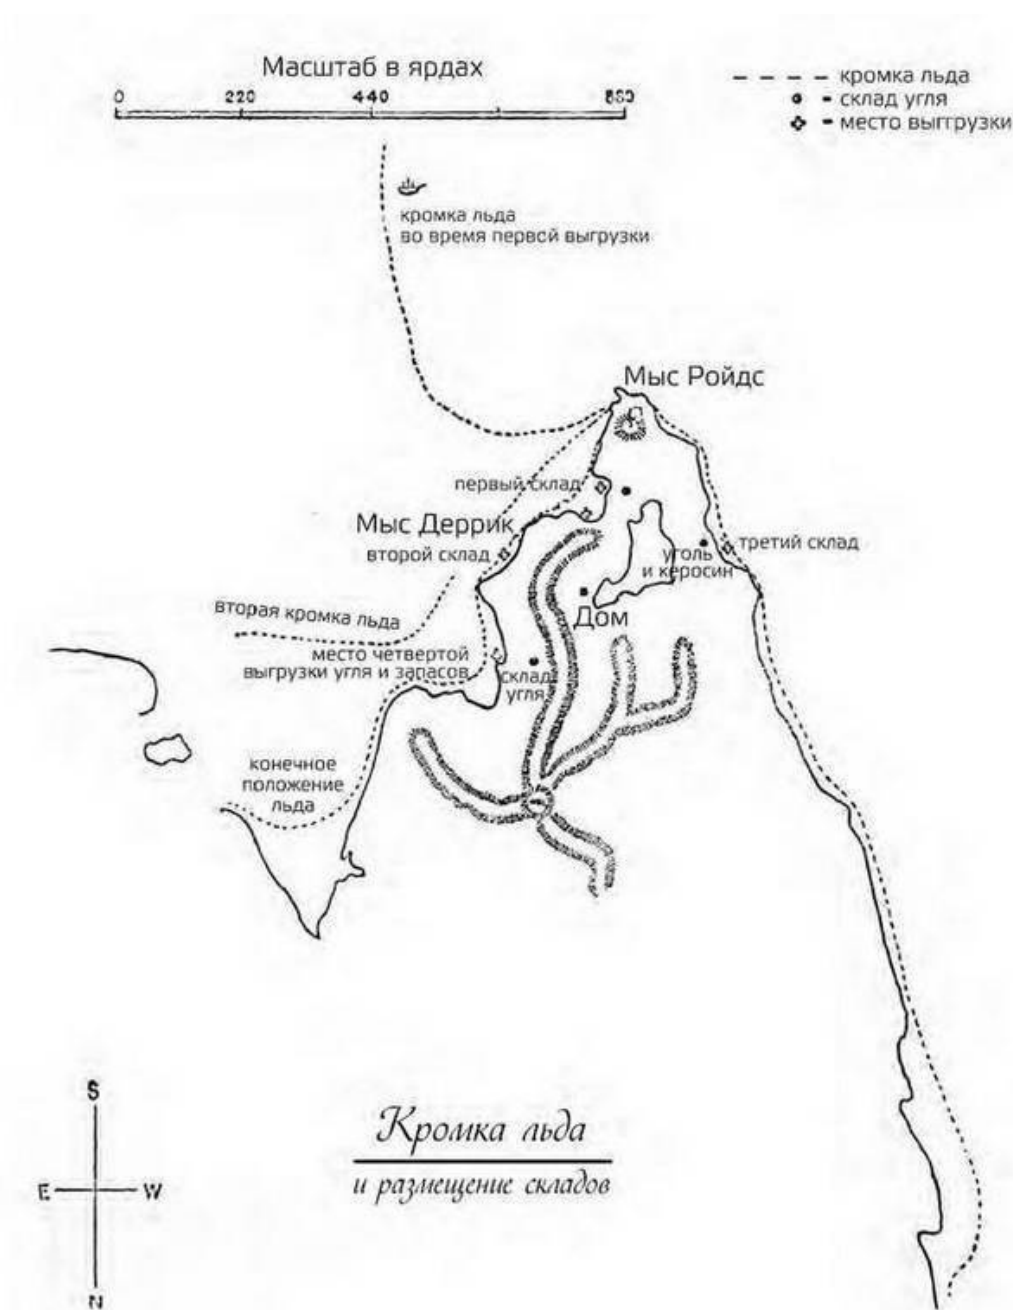 Масштаб в ярдах
0 220 440 880
кромка льда
- склад угля
- место выггрузки
кромка льда
во время первой выгрузки
Мыс Ройдс
первый склад
Мыс Деррик
второй склад
третий склад
уголь
и керосин
Дом
вторая кромка льда
место четвертой
выгрузки угля и запасов
склад
угля
конечное
положение
льда
S
E W
N
Кромка льда
и размещение складов